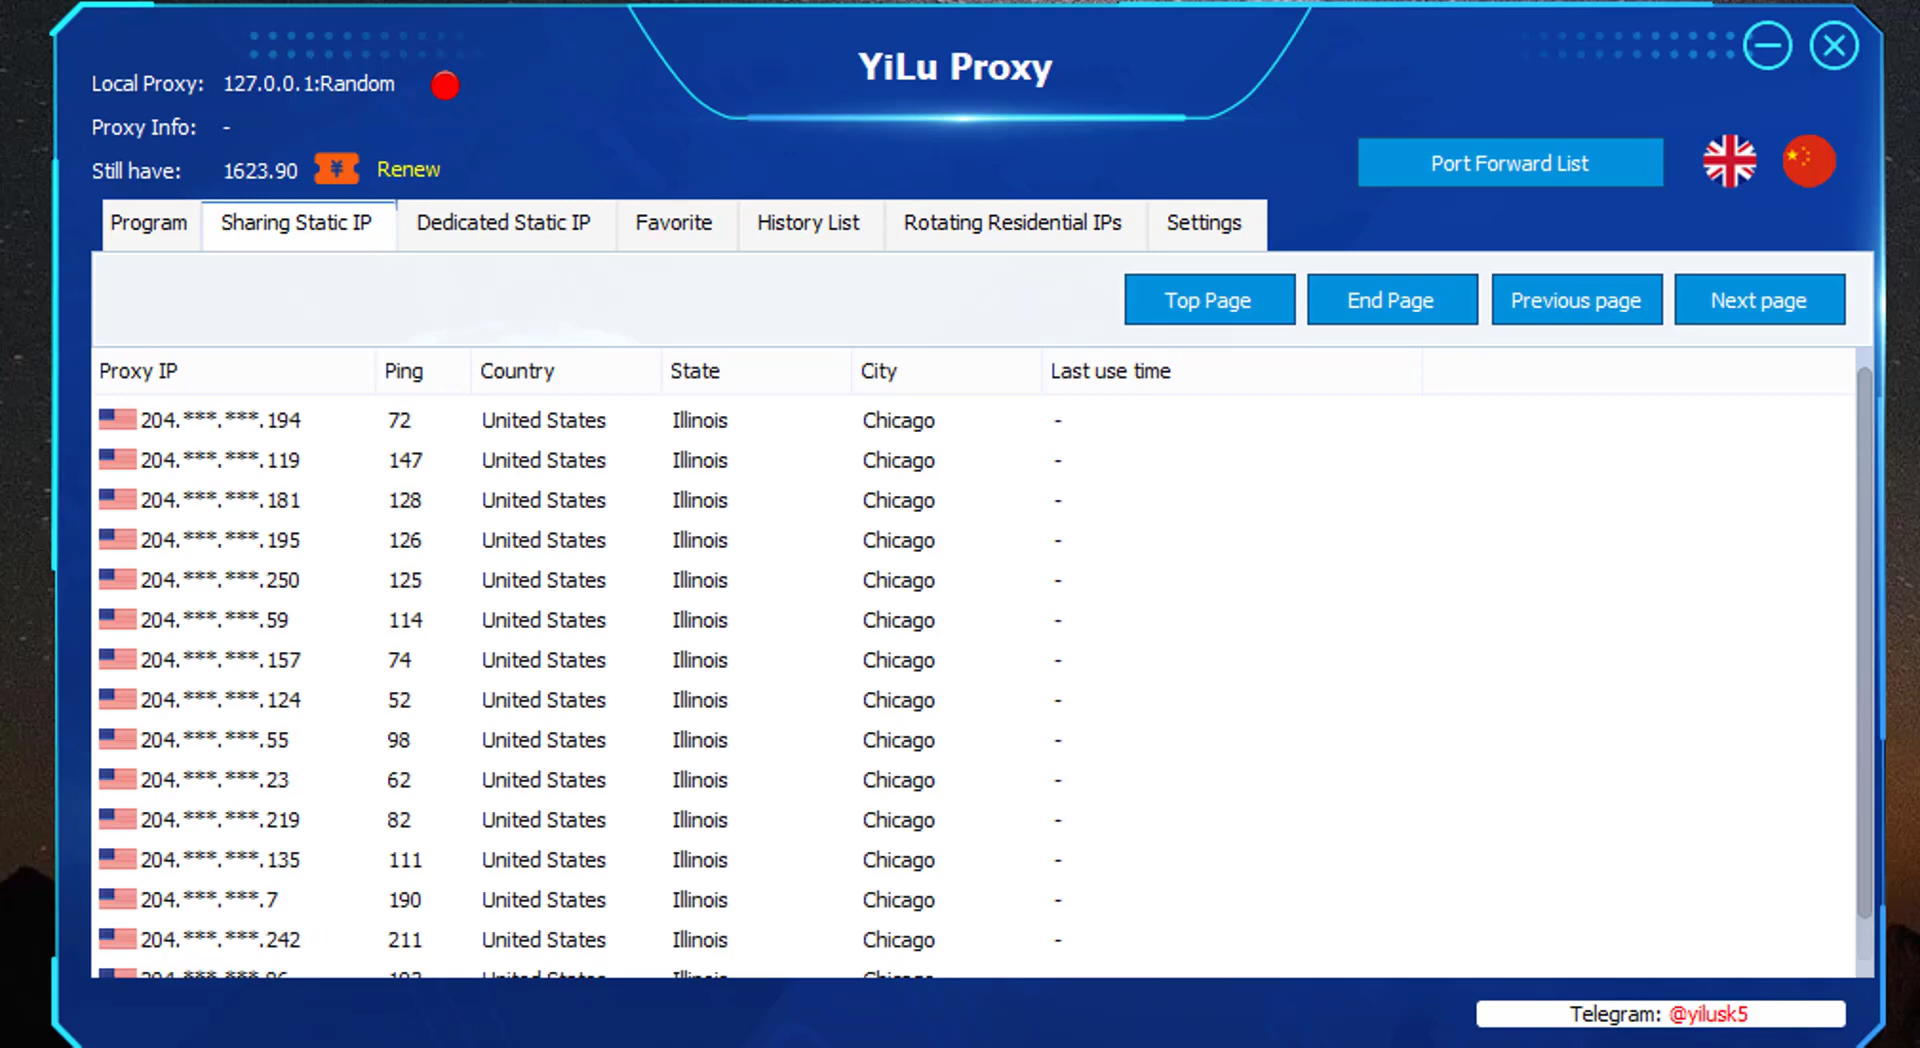 YiLu Proxy
Local Proxy: 127.0.0.1:Random
Proxy Info: -
Still have: 1623.90 ¥ Renew
Port Forward List
Program Sharing Static IP Dedicated Static IP Favorite History List Rotating Residential IPs Settings
Top Page End Page Previous page Next page
Proxy IP Ping Country State City Last use time
204.***.***.194 72 United States Illinois Chicago -
204.***.***.119 147 United States Illinois Chicago -
204.***.***.181 128 United States Illinois Chicago -
204.***.***.195 126 United States Illinois Chicago -
204.***.***.250 125 United States Illinois Chicago -
204.***.***.59 114 United States Illinois Chicago -
204.***.***.157 74 United States Illinois Chicago -
204.***.***.124 52 United States Illinois Chicago -
204.***.***.55 98 United States Illinois Chicago -
204.***.***.23 62 United States Illinois Chicago -
204.***.***.219 82 United States Illinois Chicago -
204.***.***.135 111 United States Illinois Chicago -
204.***.***.7 190 United States Illinois Chicago -
204.***.***.242 211 United States Illinois Chicago -
United States Illinois Chicago
Telegram: @yilusk5